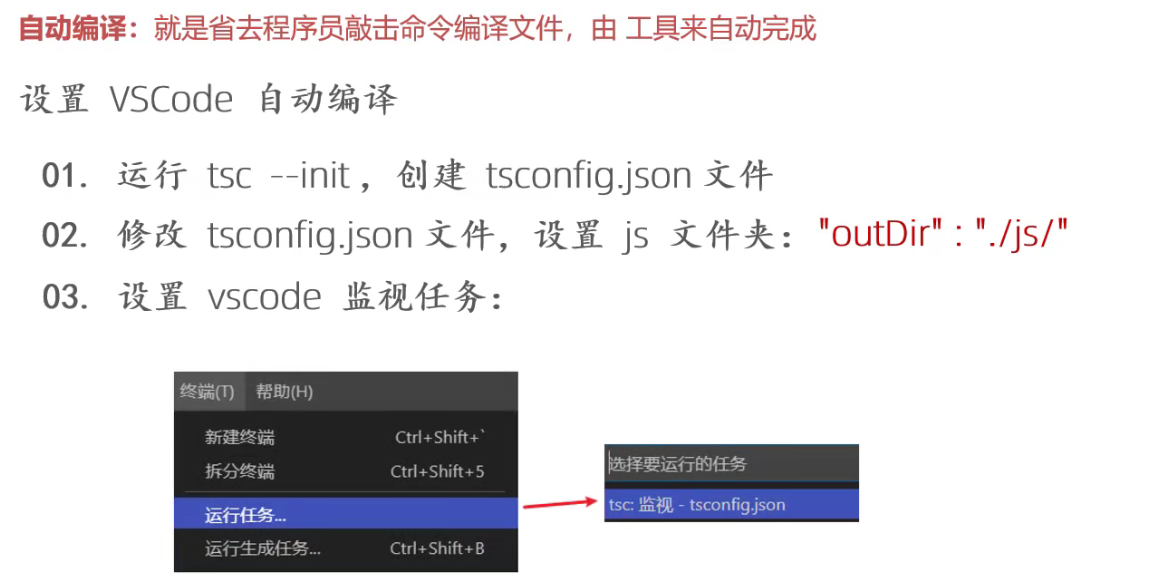 自动编译：就是省去程序员敲击命令编译文件，由 工具来自动完成
设置 VSCode 自动编译
01. 运行 tsc --init，创建 tsconfig.json 文件
02. 修改 tsconfig.json 文件，设置 js 文件夹："outDir" : "./js/"
03. 设置 vscode 监视任务：
终端(T) 帮助(H)
新建终端 Ctrl+Shift+`
拆分终端 Ctrl+Shift+5
运行任务...
运行生成任务... Ctrl+Shift+B
选择要运行的任务
tsc: 监视 - tsconfig.json